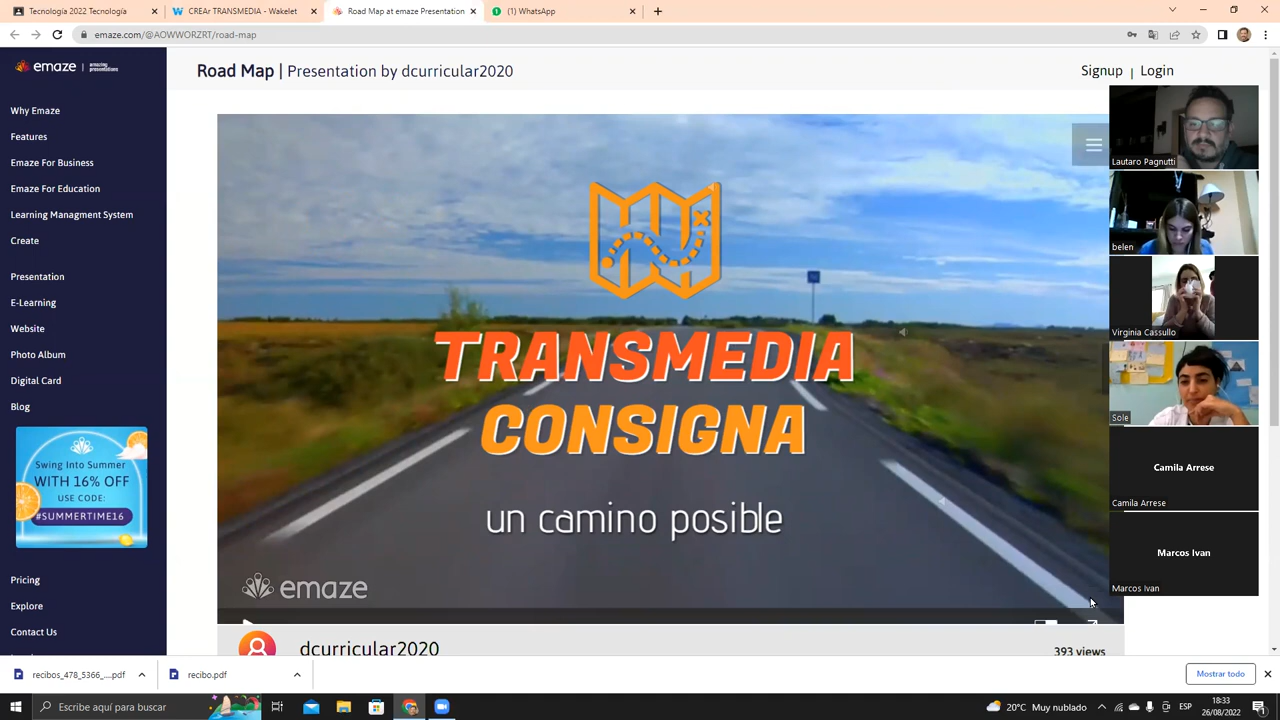 Tecnología 2022 Tecnología
CREAr TRANSMEDIA - Wakelet
Road Map at emaze Presentation
(1) WhatsApp
emaze.com/@AOWWORZRT/road-map
emaze | amazing presentations
Road Map | Presentation by dcurricular2020
Signup | Login
Why Emaze
Features
Emaze For Business
Emaze For Education
Learning Managment System
Create
Presentation
E-Learning
Website
Photo Album
Digital Card
Blog
Swing Into Summer
WITH 16% OFF
USE CODE:
#SUMMERTIME16
Pricing
Explore
Contact Us
TRANSMEDIA
CONSIGNA
un camino posible
emaze
dcurricular2020
393 views
Lautaro Pagnutti
belen
Virginia Cassullo
Sole
Camila Arrese
Camila Arrese
Marcos Ivan
Marcos Ivan
recibos_478_5366_....pdf
recibo.pdf
Mostrar todo
Escribe aquí para buscar
20°C Muy nublado
ESP
18:33
26/08/2022
1